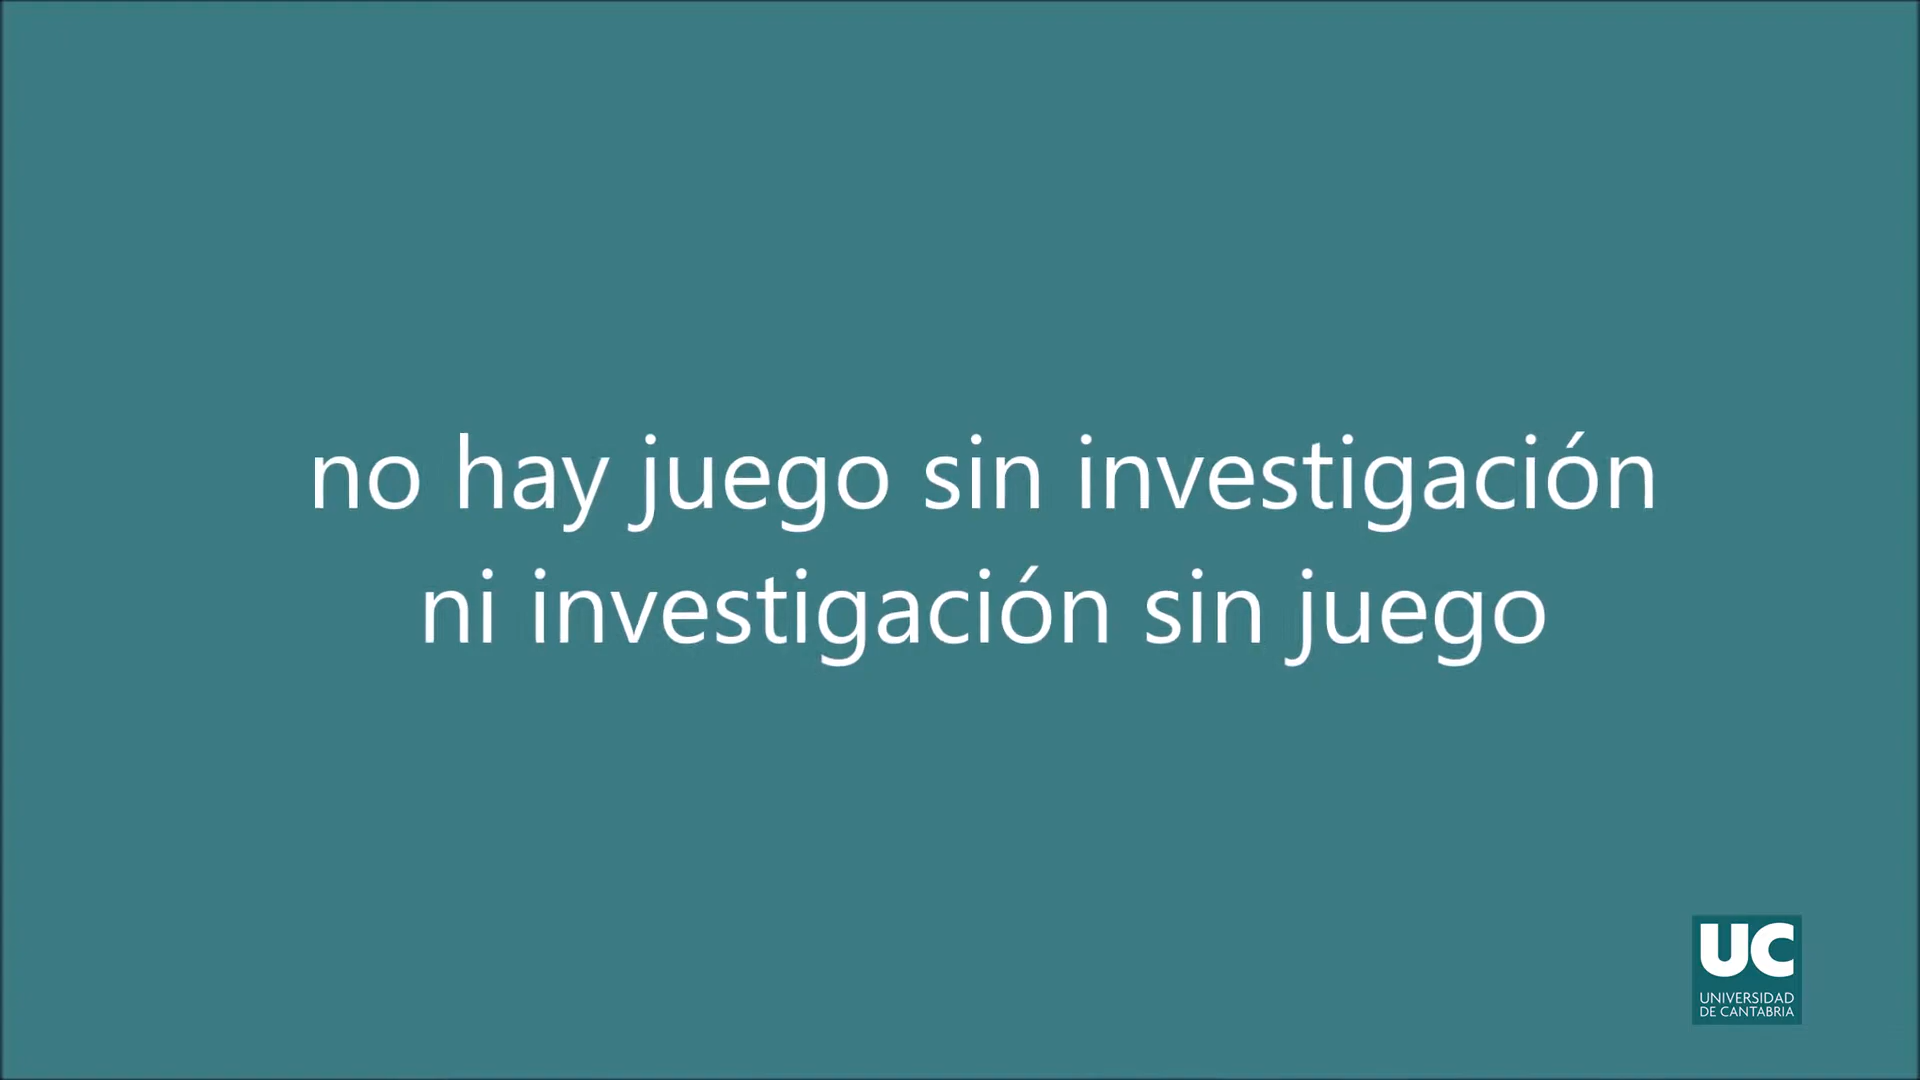 no hay juego sin investigación
ni investigación sin juego
UC
UNIVERSIDAD
DE CANTABRIA